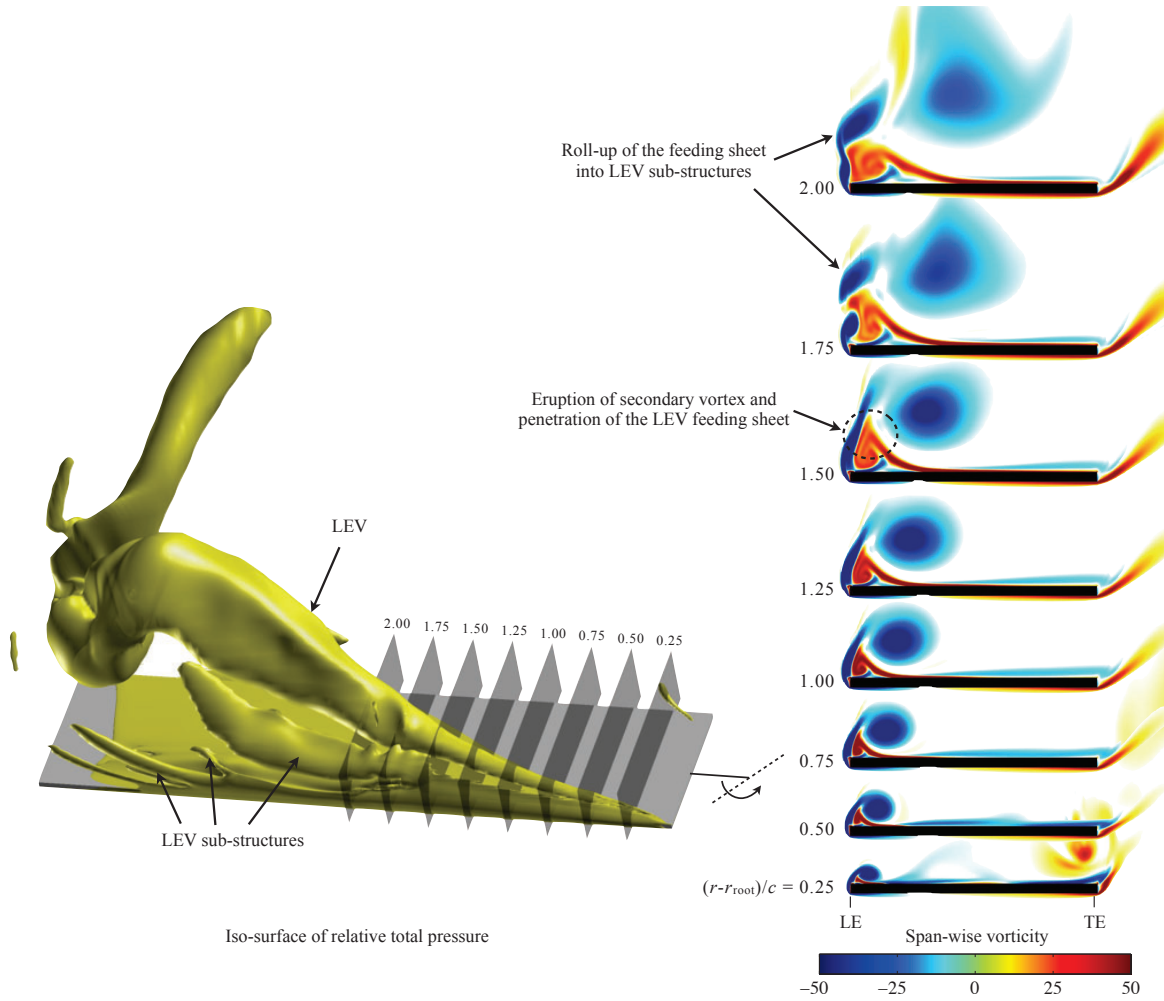 Roll-up of the feeding sheet
into LEV sub-structures
2.00
1.75
Eruption of secondary vortex and
penetration of the LEV feeding sheet
1.50
LEV
1.25
2.00 1.75 1.50 1.25 1.00 0.75 0.50 0.25
1.00
0.75
0.50
LEV sub-structures
(r-rroot)/c = 0.25
LE TE
Iso-surface of relative total pressure
Span-wise vorticity
−50 −25 0 25 50